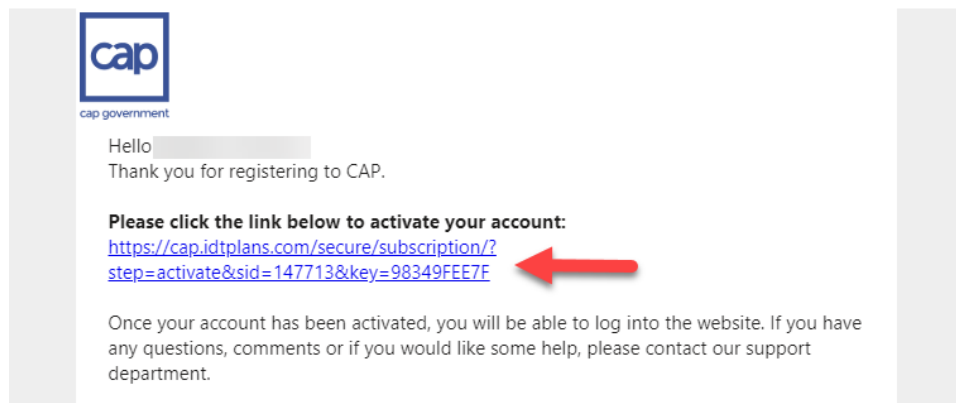 cap
cap government
Hello
Thank you for registering to CAP.
Please click the link below to activate your account:
https://cap.idtplans.com/secure/subscription/?
step=activate&sid=147713&key=98349FEE7F
Once your account has been activated, you will be able to log into the website. If you have
any questions, comments or if you would like some help, please contact our support
department.